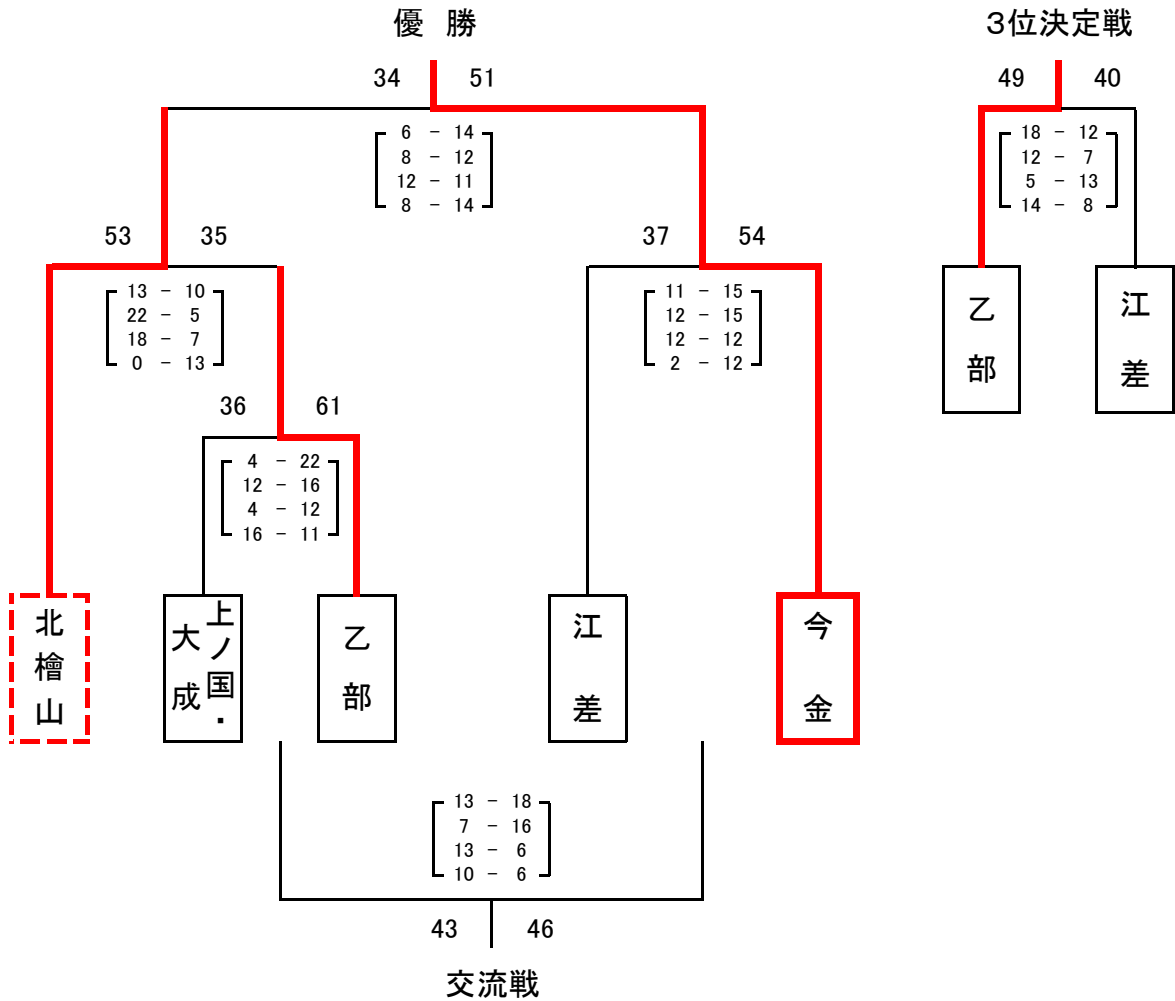 優 勝
3位決定戦
34 51
49 40
6 - 14
8 - 12
12 - 11
8 - 14
18 - 12
12 - 7
5 - 13
14 - 8
53 35
37 54
13 - 10
22 - 5
18 - 7
0 - 13
11 - 15
12 - 15
12 - 12
2 - 12
乙部
江差
36 61
4 - 22
12 - 16
4 - 12
16 - 11
北檜山
上ノ国・
大成
乙部
江差
今金
13 - 18
7 - 16
13 - 6
10 - 6
43 46
交流戦